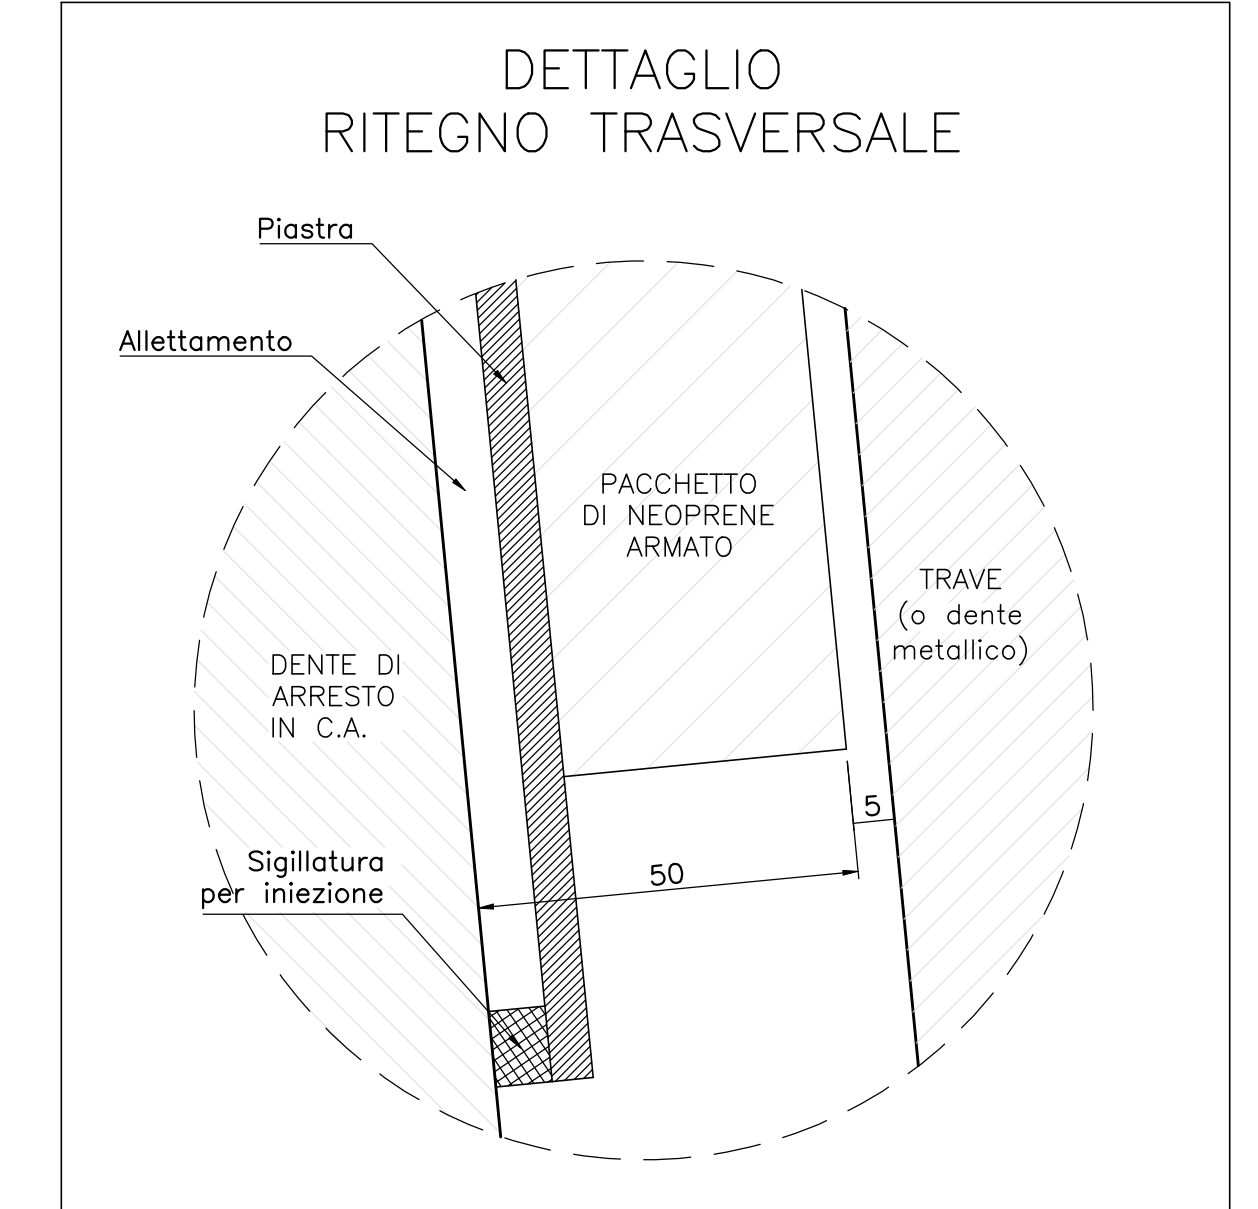 DETTAGLIO
RITEGNO TRASVERSALE
Piastra
Allettamento
PACCHETTO
DI NEOPRENE
ARMATO
TRAVE
(o dente
metallico)
DENTE DI
ARRESTO
IN C.A.
5
50
Sigillatura
per iniezione